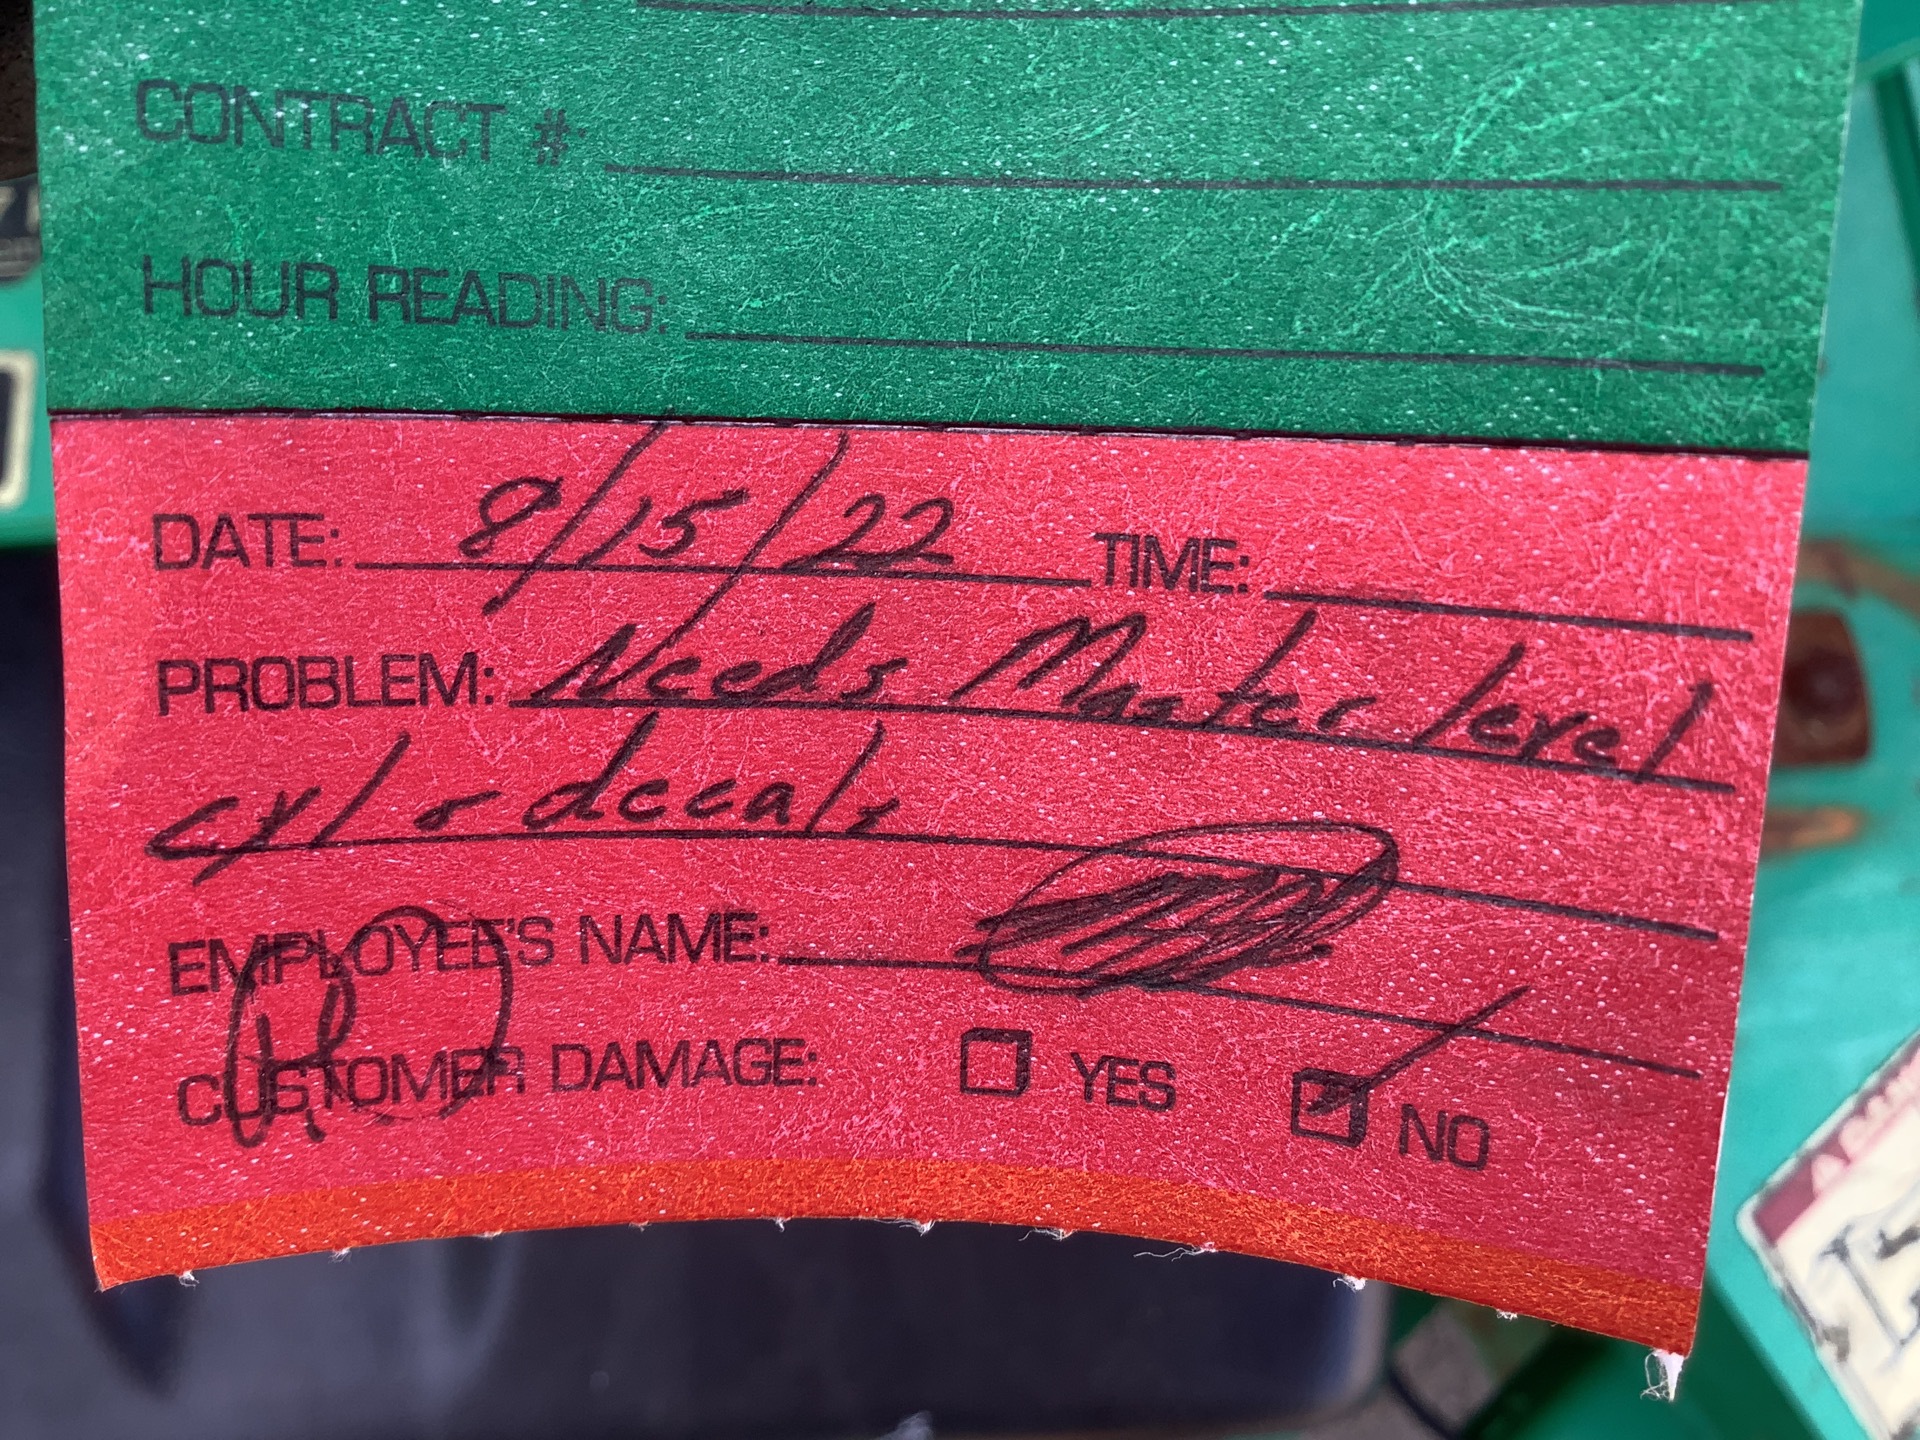 CONTRACT #:
HOUR READING:
DATE: 8/15/22 TIME:
PROBLEM: Needs Master level
cyl & decals
EMPLOYEE'S NAME:
CUSTOMER DAMAGE: YES NO